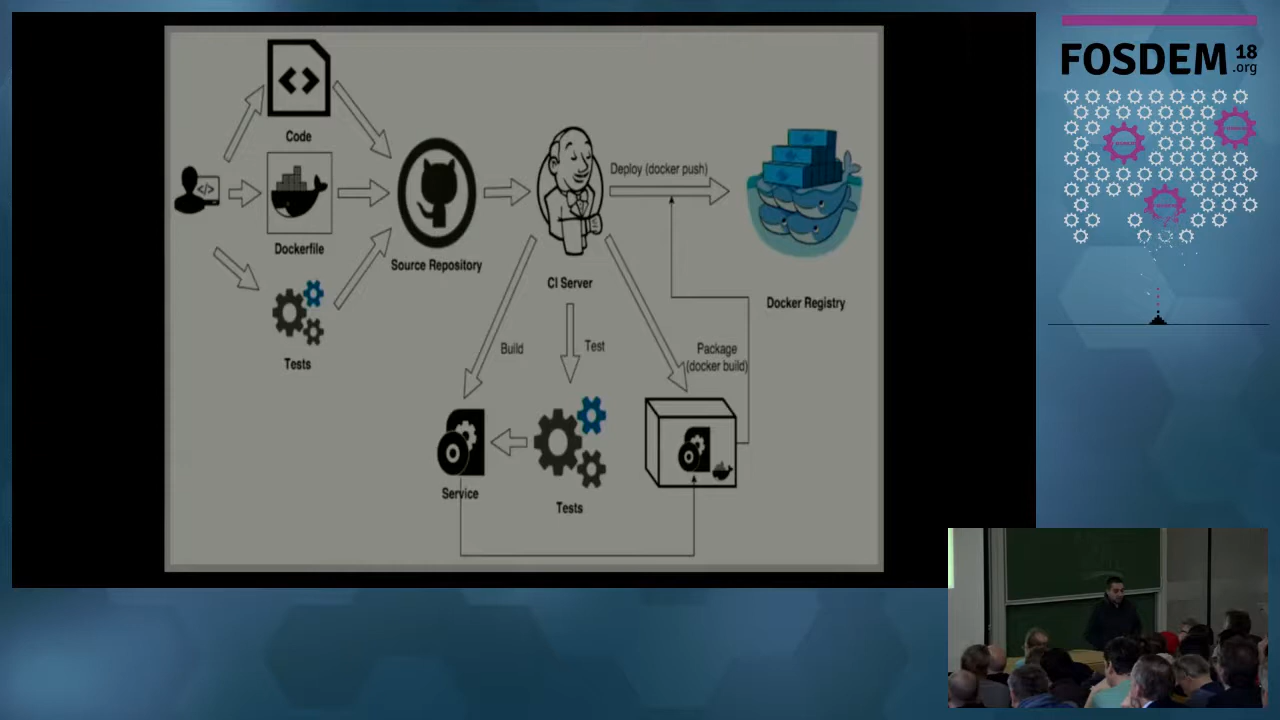 Code
Dockerfile
Tests
Source Repository
CI Server
Deploy (docker push)
Docker Registry
Build
Test
Package
(docker build)
Service
Tests
FOSDEM 18
.org